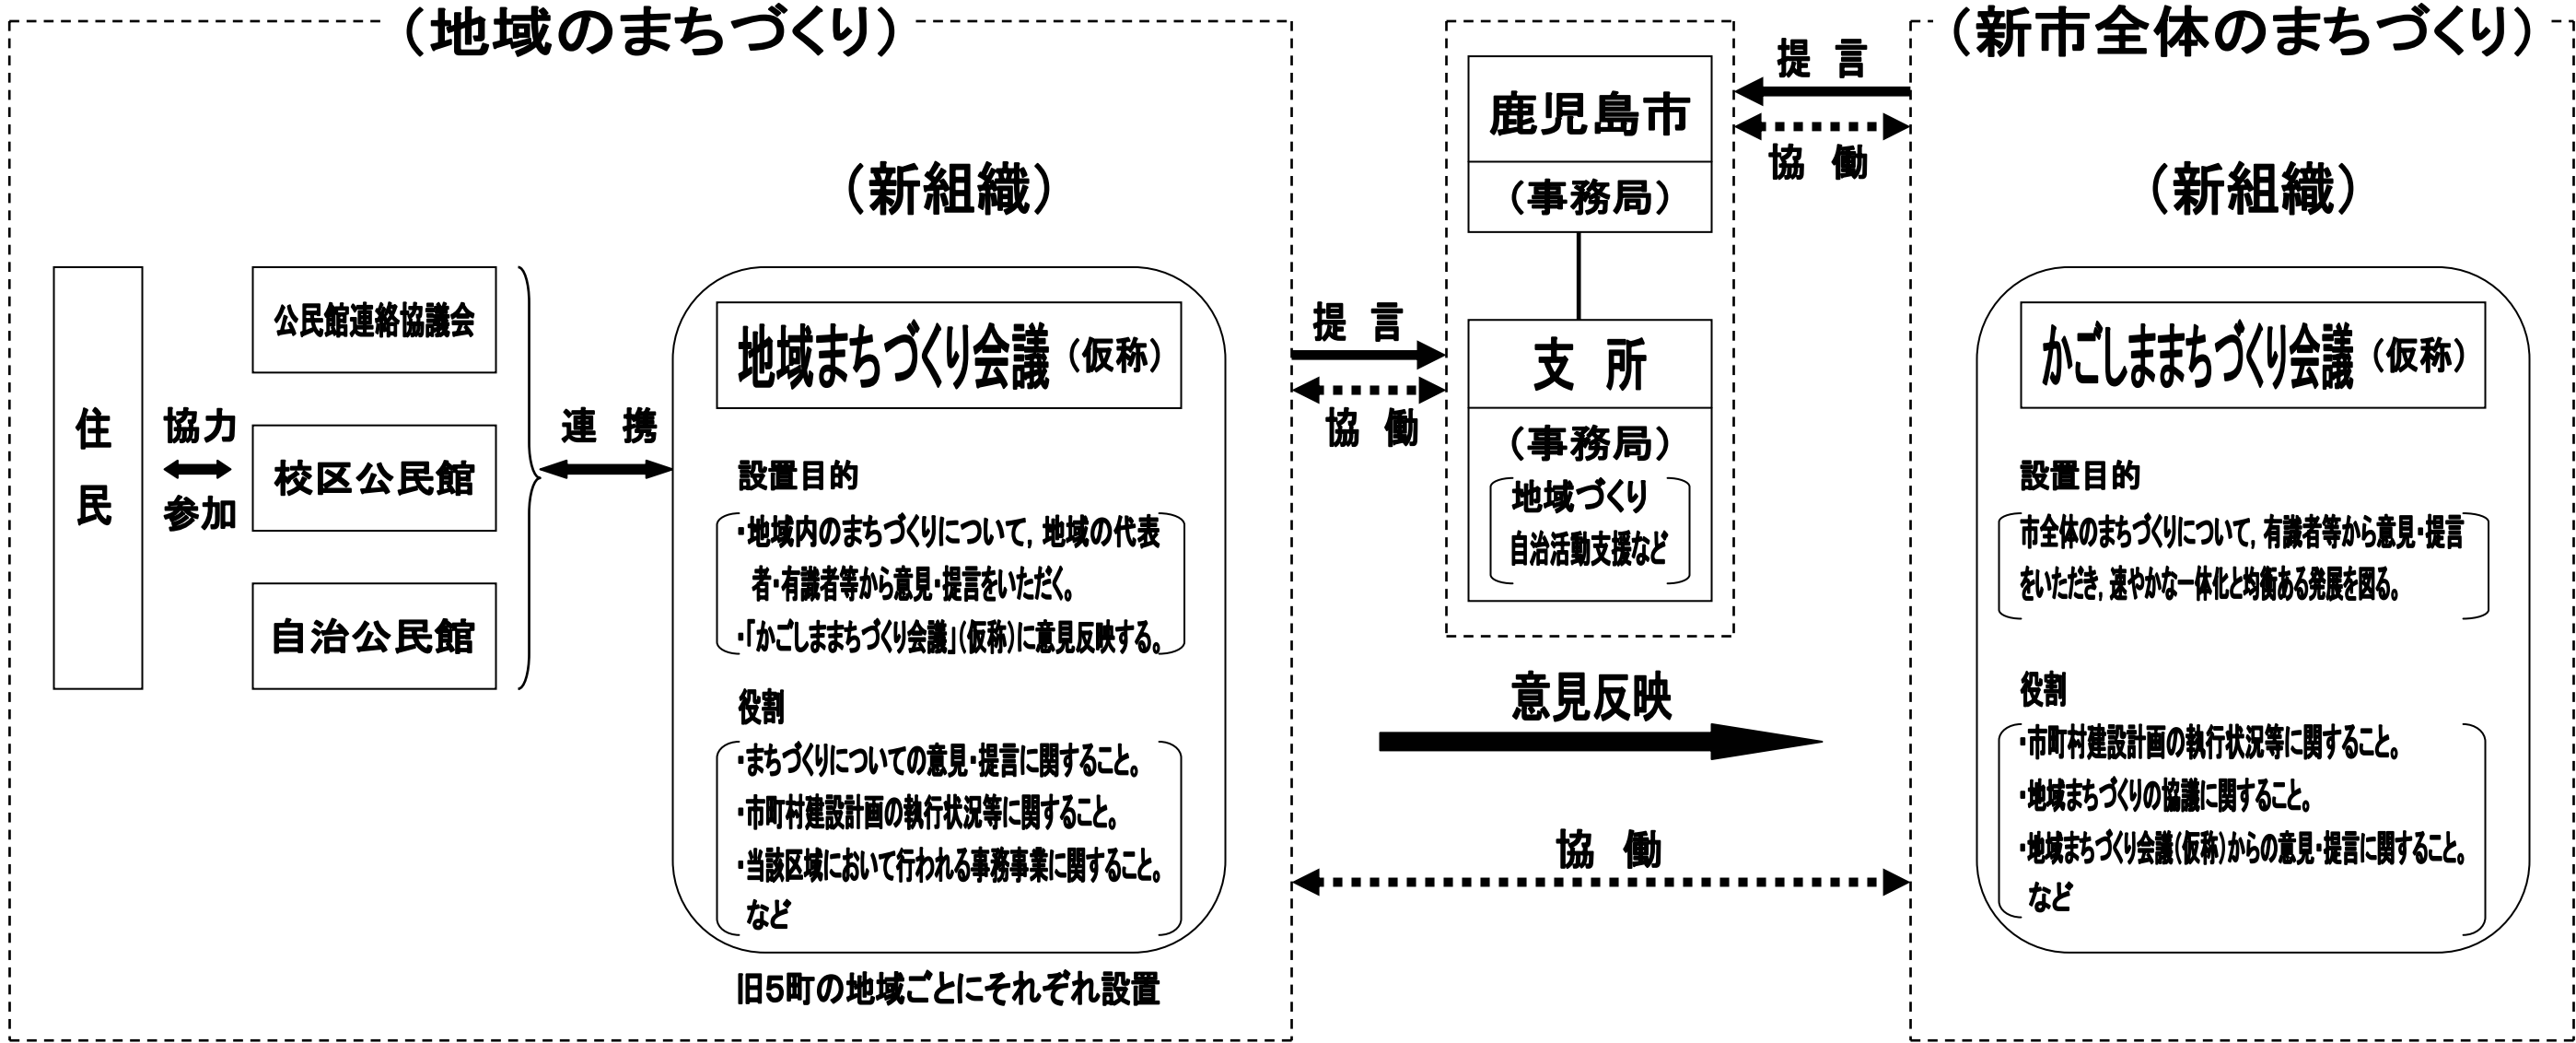 （地域のまちづくり）
住民
協力
参加
公民館連絡協議会
校区公民館
自治公民館
連携
（新組織）
地域まちづくり会議（仮称）
設置目的
・地域内のまちづくりについて，地域の代表
者・有識者等から意見・提言をいただく。
・「かごしままちづくり会議」（仮称）に意見反映する。
役割
・まちづくりについての意見・提言に関すること。
・市町村建設計画の執行状況等に関すること。
・当該区域において行われる事務事業に関すること。
など
旧5町の地域ごとにそれぞれ設置
提言
協働
鹿児島市
（事務局）
支所
（事務局）
地域づくり
自治活動支援など
意見反映
協働
提言
協働
（新市全体のまちづくり）
（新組織）
かごしままちづくり会議（仮称）
設置目的
市全体のまちづくりについて，有識者等から意見・提言
をいただき，速やかな一体化と均衡ある発展を図る。
役割
・市町村建設計画の執行状況等に関すること。
・地域まちづくりの協議に関すること。
・地域まちづくり会議（仮称）からの意見・提言に関すること。
など